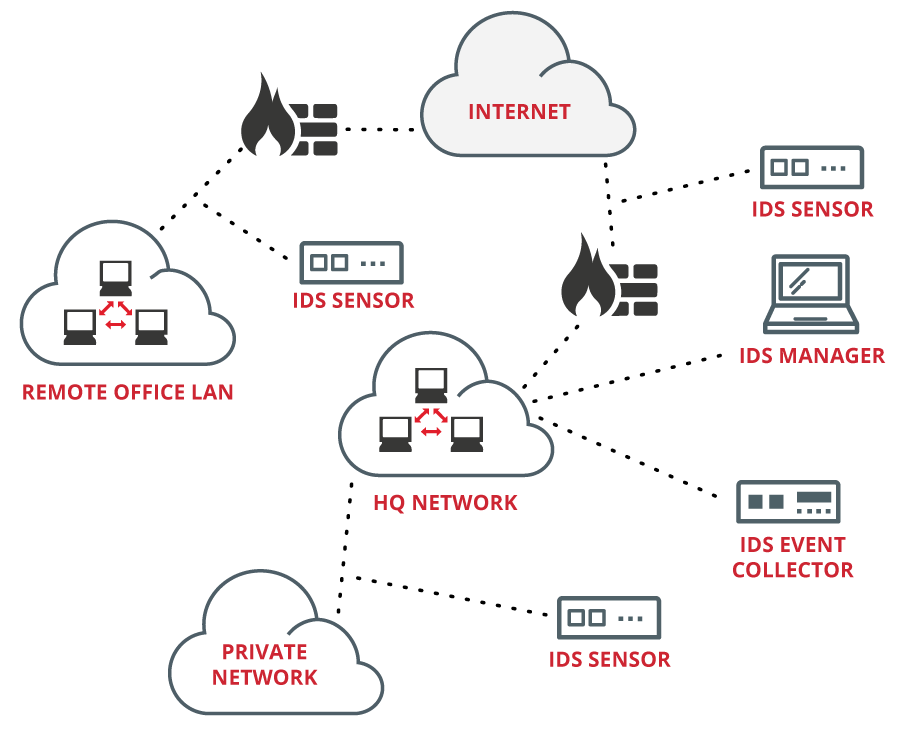 INTERNET
IDS SENSOR
IDS SENSOR
IDS MANAGER
REMOTE OFFICE LAN
HQ NETWORK
IDS EVENT
COLLECTOR
PRIVATE
NETWORK
IDS SENSOR